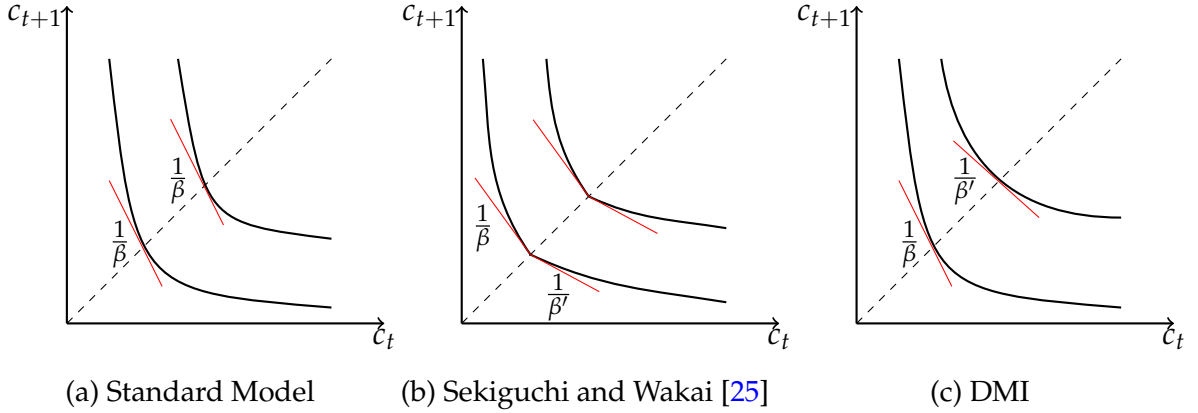 c_{t+1} c_{t+1} c_{t+1}
1/β 1/β 1/β'
1/β 1/β 1/β
1/β'
c_t c_t c_t
(a) Standard Model (b) Sekiguchi and Wakai [25] (c) DMI